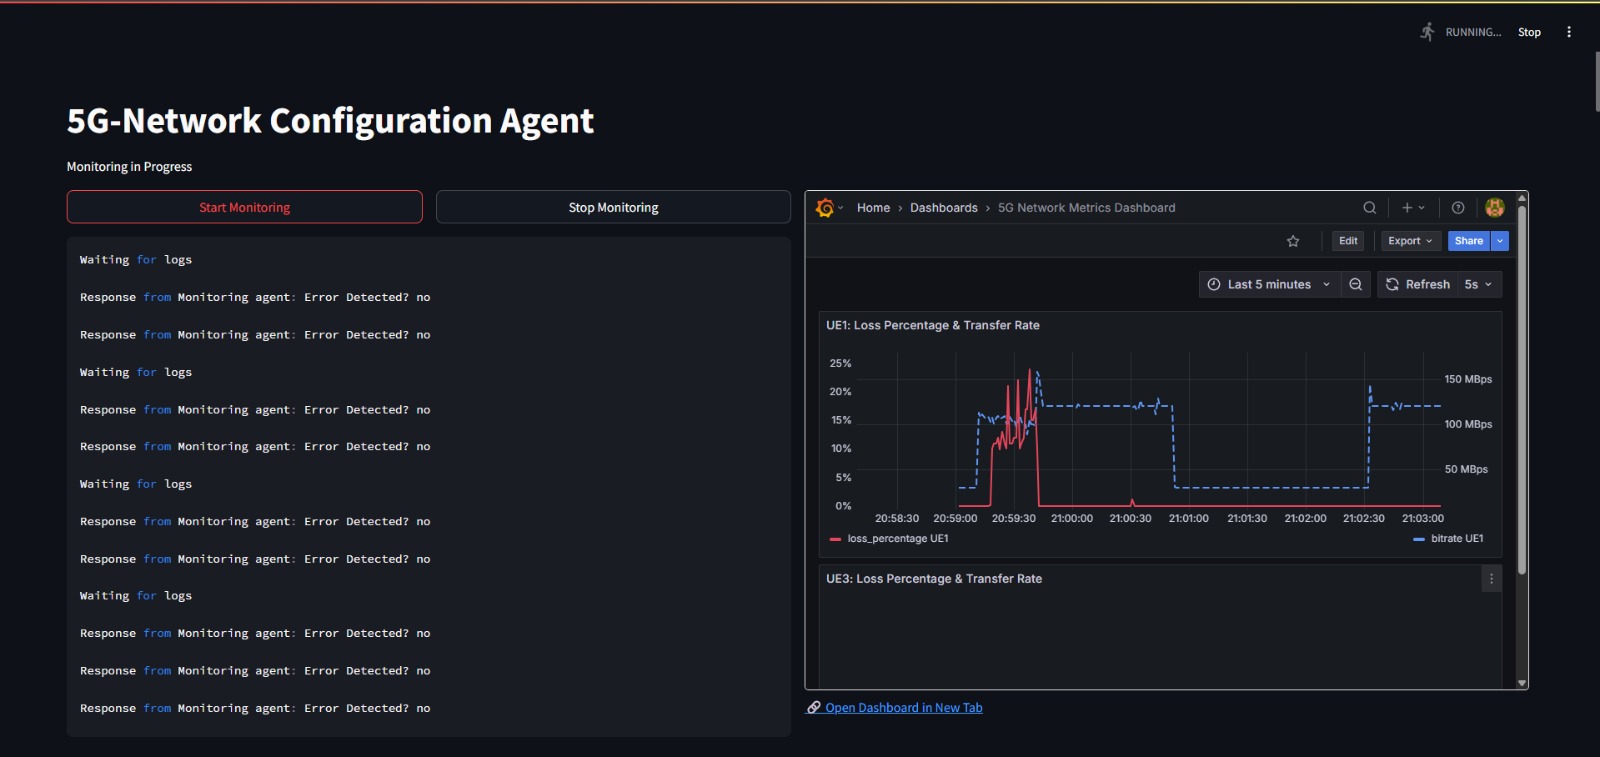 RUNNING... Stop
5G-Network Configuration Agent
Monitoring in Progress
Start Monitoring
Stop Monitoring
Waiting for logs
Response from Monitoring agent: Error Detected? no
Response from Monitoring agent: Error Detected? no
Waiting for logs
Response from Monitoring agent: Error Detected? no
Response from Monitoring agent: Error Detected? no
Waiting for logs
Response from Monitoring agent: Error Detected? no
Response from Monitoring agent: Error Detected? no
Waiting for logs
Response from Monitoring agent: Error Detected? no
Response from Monitoring agent: Error Detected? no
Response from Monitoring agent: Error Detected? no
Home › Dashboards › 5G Network Metrics Dashboard
Edit Export Share
Last 5 minutes Refresh 5s
UE1: Loss Percentage & Transfer Rate
25%
20%
15%
10%
5%
0%
150 MBps
100 MBps
50 MBps
20:58:30 20:59:00 20:59:30 21:00:00 21:00:30 21:01:00 21:01:30 21:02:00 21:02:30 21:03:00
loss_percentage UE1
bitrate UE1
UE3: Loss Percentage & Transfer Rate
Open Dashboard in New Tab